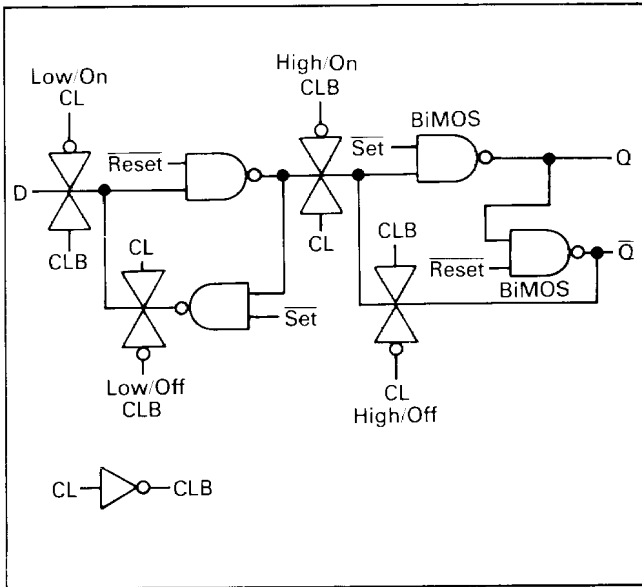 Low/On
CL
High/On
CLB
BiMOS
Reset
Set
D
Q
CLB
CL
CL
CLB
Q
Reset
BiMOS
Set
Low/Off
CLB
CL
High/Off
CL
CLB